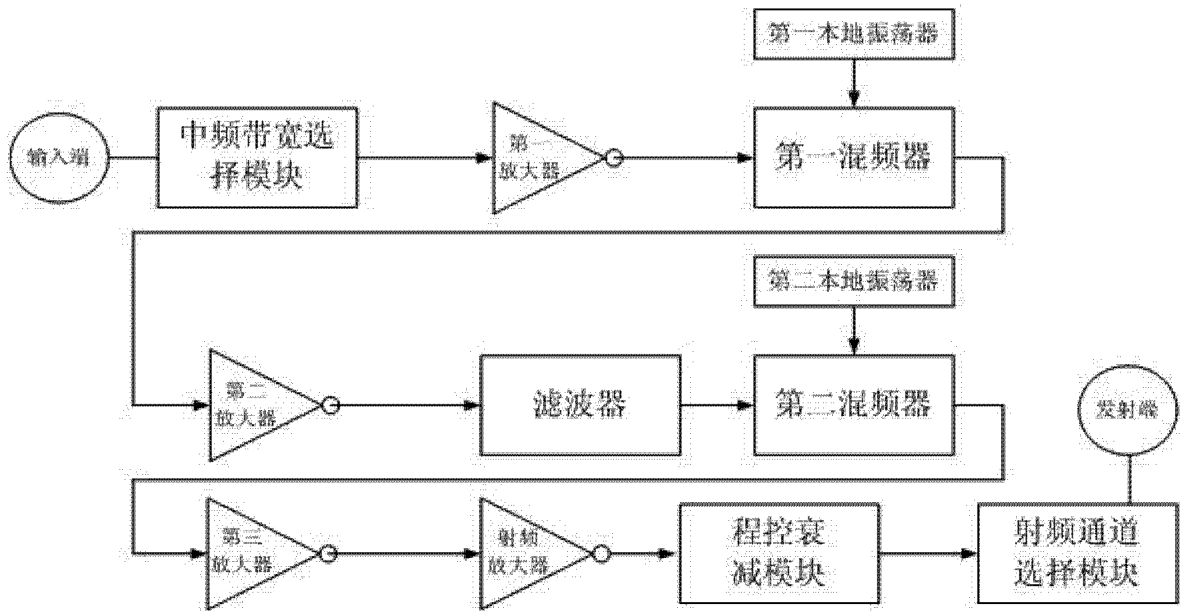 第一本地振荡器
输入端
中频带宽选
择模块
第一
放大器
第一混频器
第二本地振荡器
第二
放大器
滤波器
第二混频器
发射端
第三
放大器
射频
放大器
程控衰
减模块
射频通道
选择模块